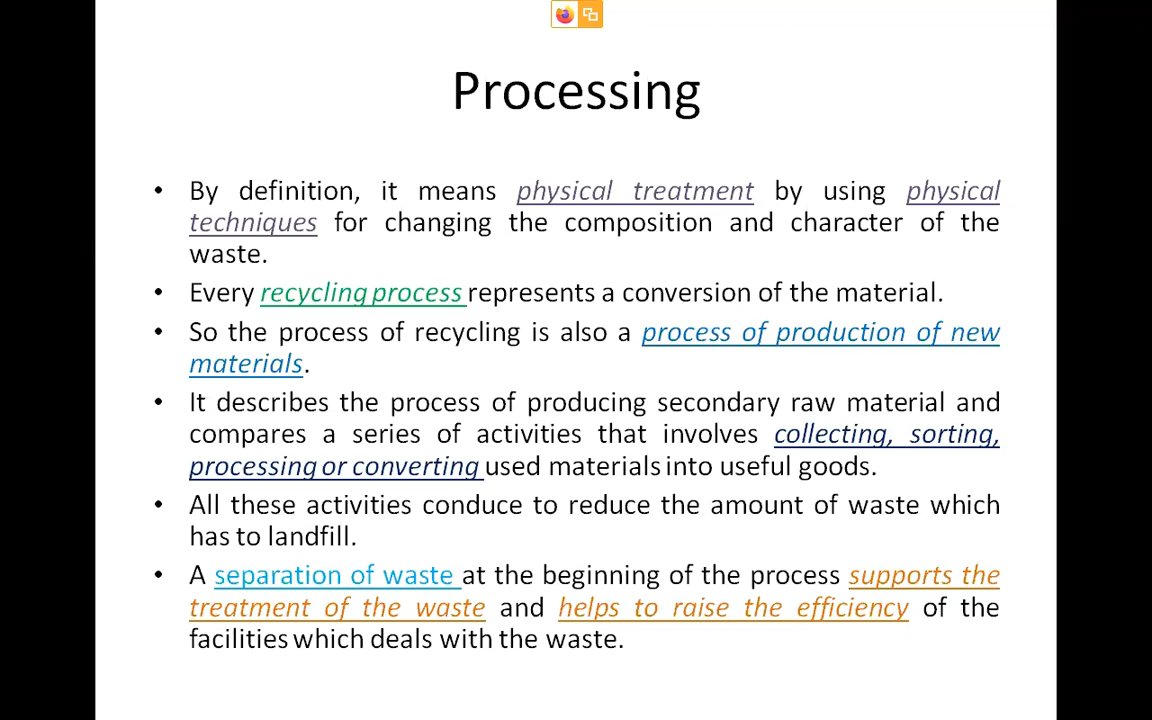 Processing
• By definition, it means physical treatment by using physical
techniques for changing the composition and character of the
waste.
• Every recycling process represents a conversion of the material.
• So the process of recycling is also a process of production of new
materials.
• It describes the process of producing secondary raw material and
compares a series of activities that involves collecting, sorting,
processing or converting used materials into useful goods.
• All these activities conduce to reduce the amount of waste which
has to landfill.
• A separation of waste at the beginning of the process supports the
treatment of the waste and helps to raise the efficiency of the
facilities which deals with the waste.